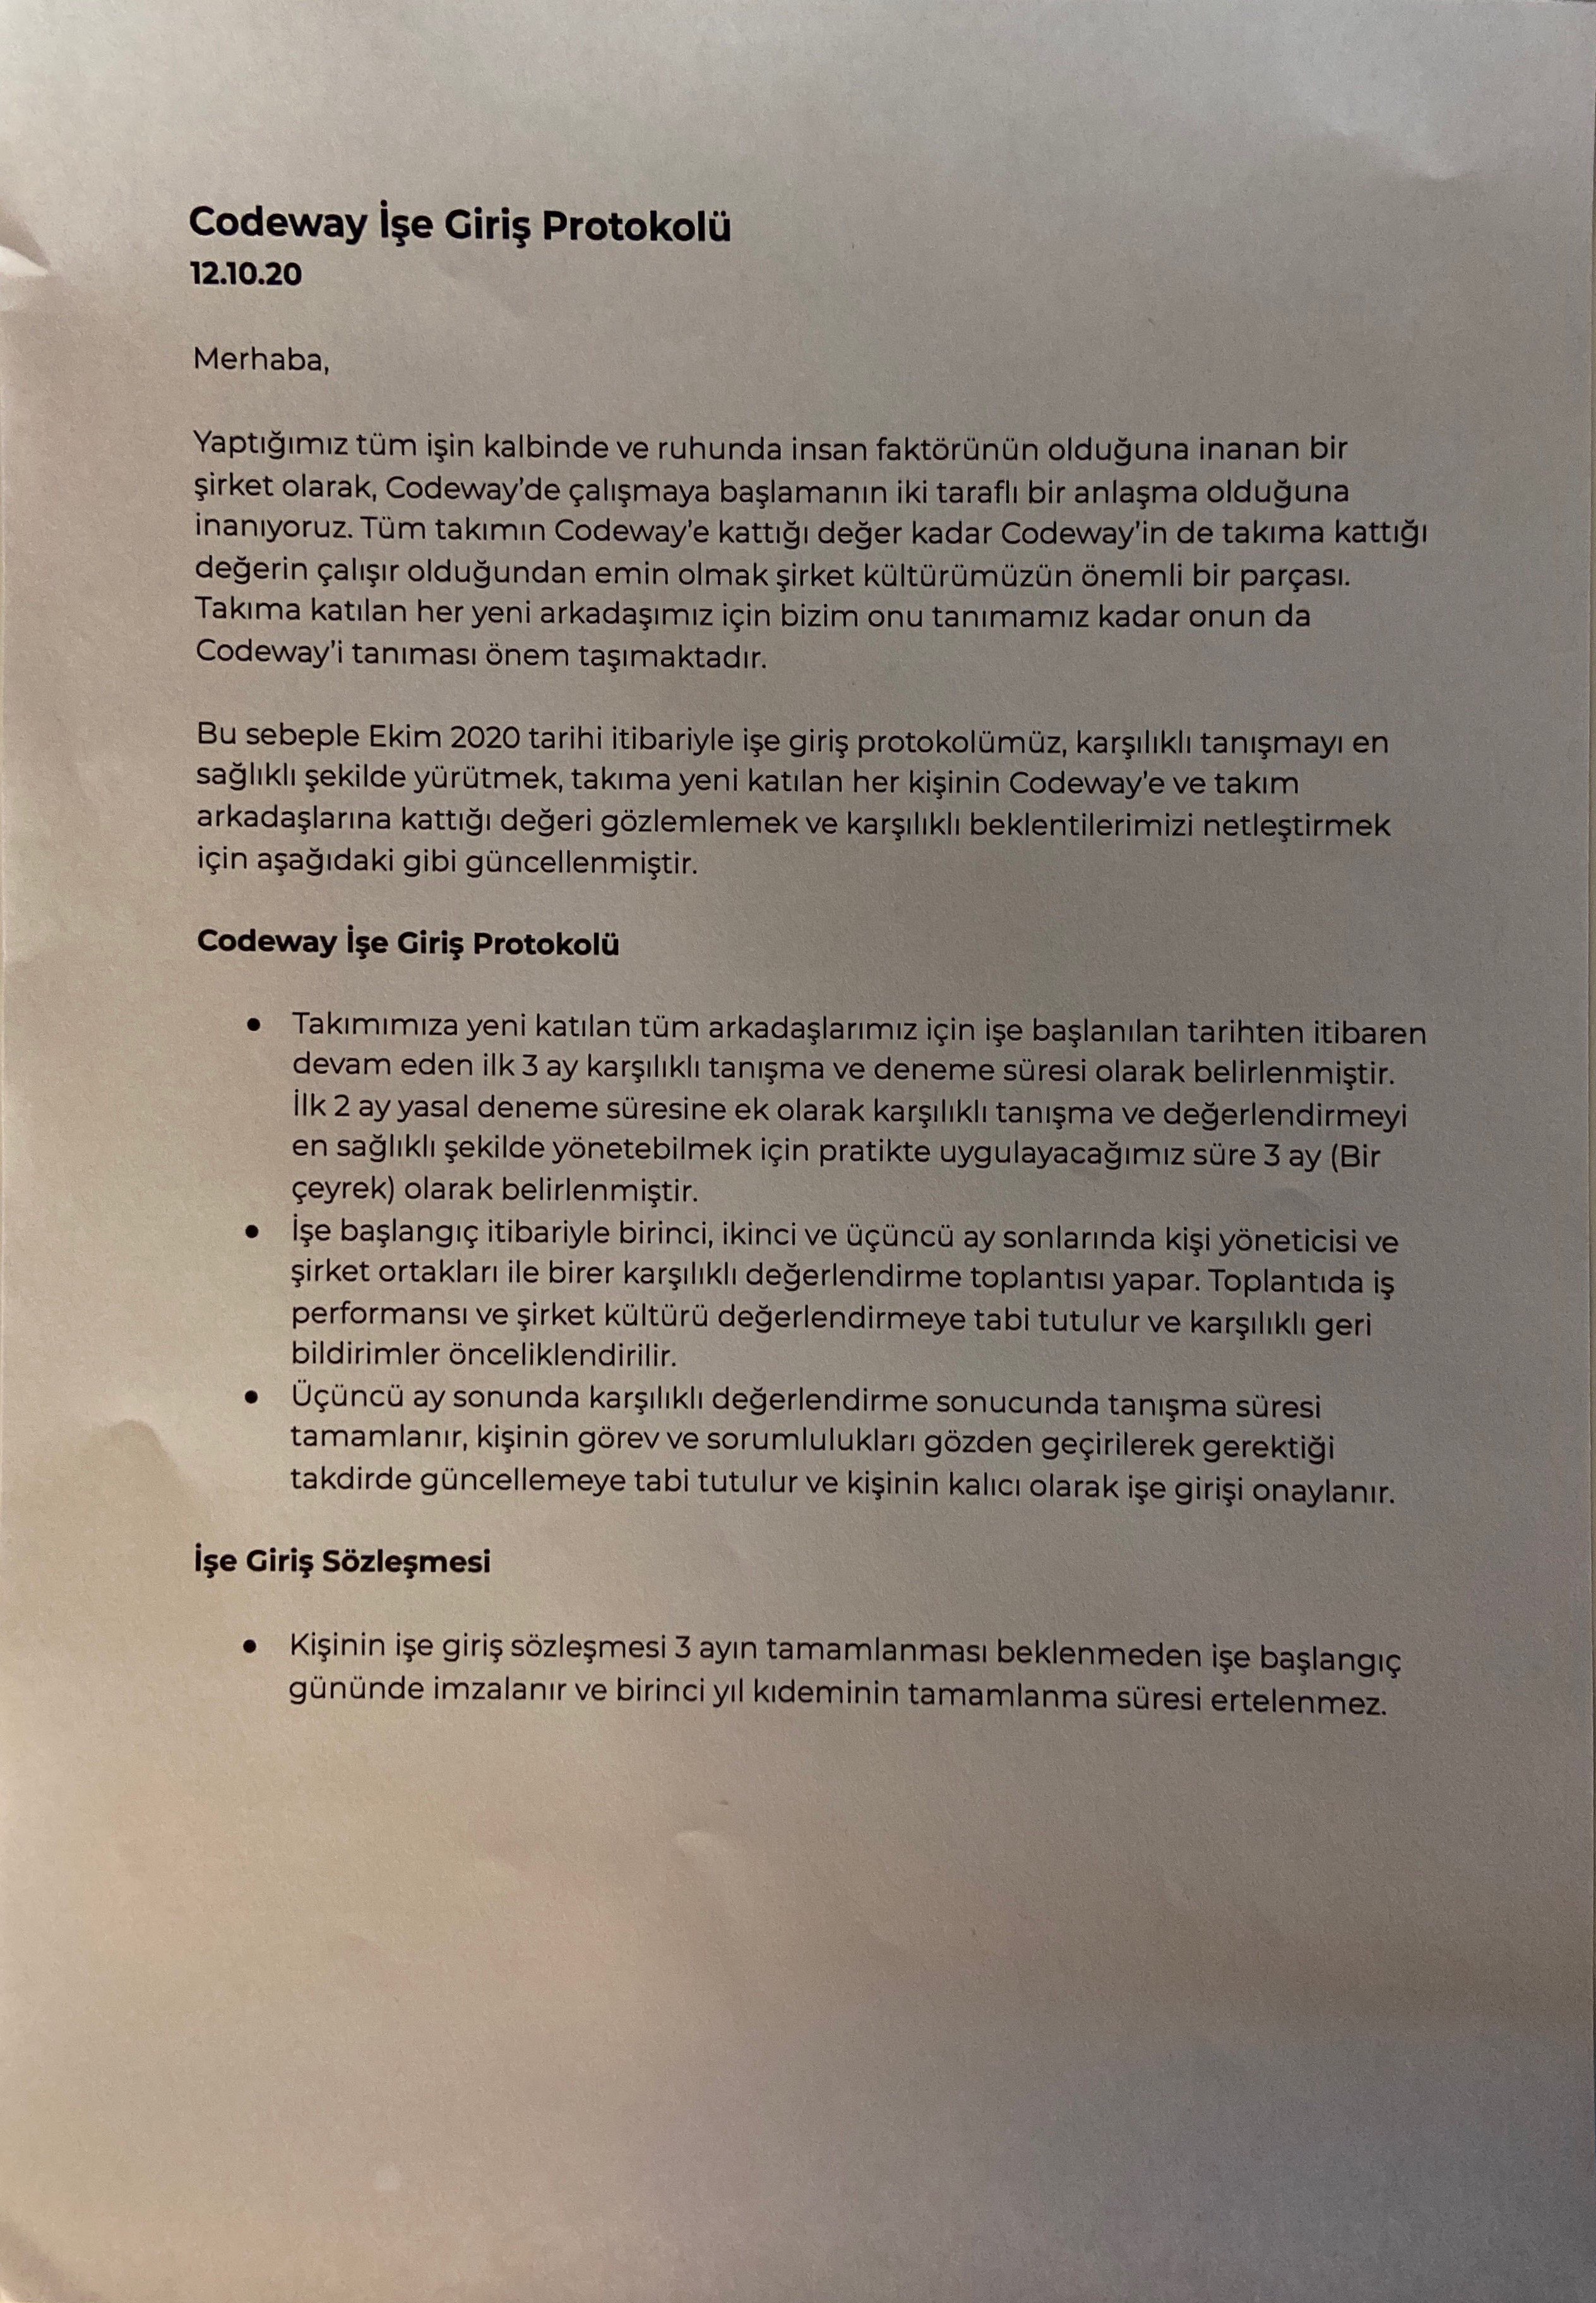 Codeway İşe Giriş Protokolü
12.10.20
Merhaba,
Yaptığımız tüm işin kalbinde ve ruhunda insan faktörünün olduğuna inanan bir
şirket olarak, Codeway’de çalışmaya başlamanın iki taraflı bir anlaşma olduğuna
inanıyoruz. Tüm takımın Codeway’e kattığı değer kadar Codeway’in de takıma kattığı
değerin çalışır olduğundan emin olmak şirket kültürümüzün önemli bir parçası.
Takıma katılan her yeni arkadaşımız için bizim onu tanımamız kadar onun da
Codeway’i tanıması önem taşımaktadır.
Bu sebeple Ekim 2020 tarihi itibariyle işe giriş protokolümüz, karşılıklı tanışmayı en
sağlıklı şekilde yürütmek, takıma yeni katılan her kişinin Codeway’e ve takım
arkadaşlarına kattığı değeri gözlemlemek ve karşılıklı beklentilerimizi netleştirmek
için aşağıdaki gibi güncellenmiştir.
Codeway İşe Giriş Protokolü
● Takımımıza yeni katılan tüm arkadaşlarımız için işe başlanılan tarihten itibaren
devam eden ilk 3 ay karşılıklı tanışma ve deneme süresi olarak belirlenmiştir.
İlk 2 ay yasal deneme süresine ek olarak karşılıklı tanışma ve değerlendirmeyi
en sağlıklı şekilde yönetebilmek için pratikte uygulayacağımız süre 3 ay (Bir
çeyrek) olarak belirlenmiştir.
● İşe başlangıç itibariyle birinci, ikinci ve üçüncü ay sonlarında kişi yöneticisi ve
şirket ortakları ile birer karşılıklı değerlendirme toplantısı yapar. Toplantıda iş
performansı ve şirket kültürü değerlendirmeye tabi tutulur ve karşılıklı geri
bildirimler önceliklendirilir.
● Üçüncü ay sonunda karşılıklı değerlendirme sonucunda tanışma süresi
tamamlanır, kişinin görev ve sorumlulukları gözden geçirilerek gerektiği
takdirde güncellemeye tabi tutulur ve kişinin kalıcı olarak işe girişi onaylanır.
İşe Giriş Sözleşmesi
● Kişinin işe giriş sözleşmesi 3 ayın tamamlanması beklenmeden işe başlangıç
gününde imzalanır ve birinci yıl kıdeminin tamamlanma süresi ertelenmez.